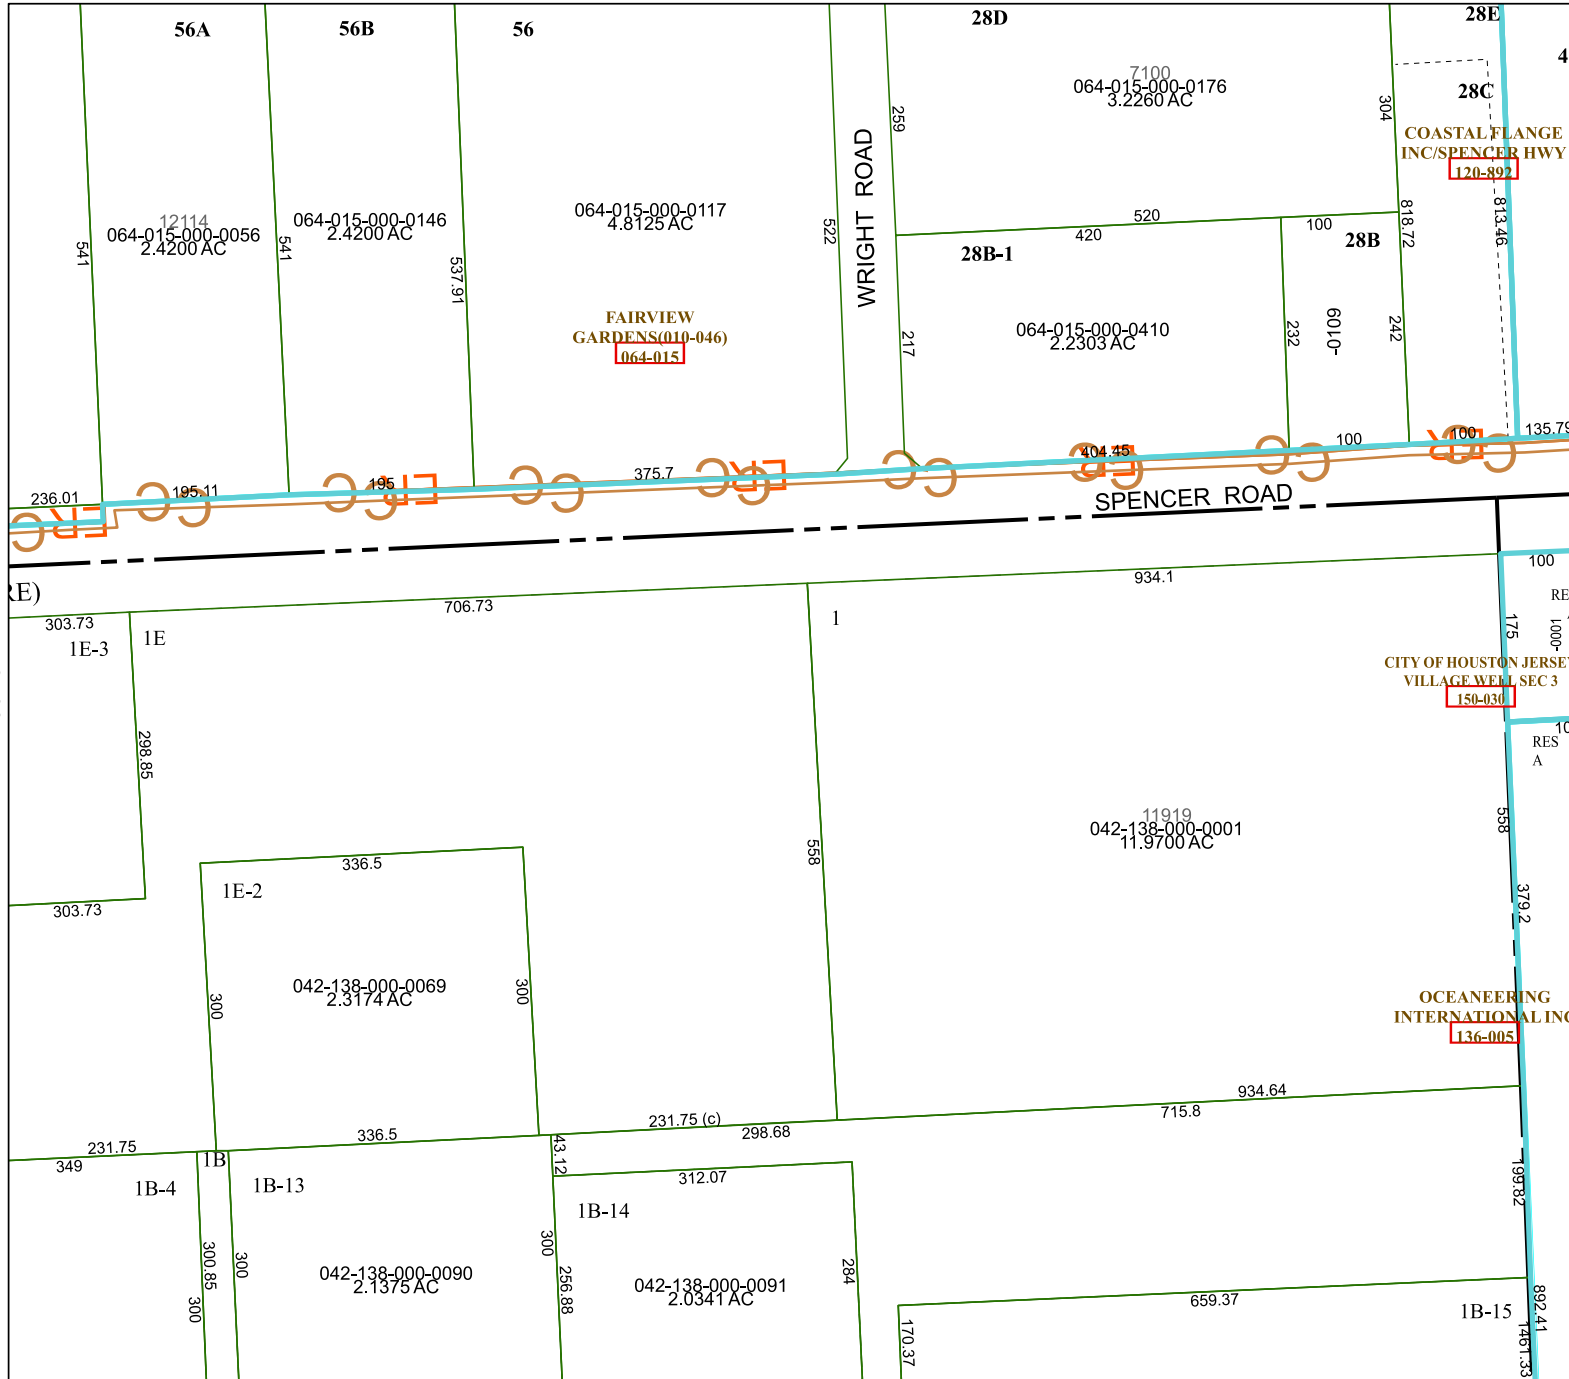 56A
56B
56
28D
28E
4
7100
064-015-000-0176
3.2260 AC
28C
259
304
COASTAL FLANGE
INC/SPENCER HWY
120-892
WRIGHT ROAD
12114
064-015-000-0056
2.4200 AC
064-015-000-0146
2.4200 AC
064-015-000-0117
4.8125 AC
541
541
537.91
522
520
420
100
818.72
813.46
28B-1
28B
FAIRVIEW
GARDENS(010-046)
064-015
217
064-015-000-0410
2.2303 AC
232
-0109
242
236.01
195.11
195
375.7
404.45
100
100
135.79
SPENCER ROAD
RE)
303.73
706.73
934.1
100
1E-3
1E
1
175
RE
-0001
CITY OF HOUSTON JERSEY
VILLAGE WELL SEC 3
150-030
10
RES
A
298.85
303.73
336.5
1E-2
558
11919
042-138-000-0001
11.9700 AC
558
379.2
042-138-000-0069
2.3174 AC
300
300
OCEANEERING
INTERNATIONAL INC
136-005
934.64
715.8
231.75
349
336.5
231.75 (c)
298.68
1B
1B-4
1B-13
43.12
312.07
1B-14
199.82
300.85
300
300
042-138-000-0090
2.1375 AC
300
256.88
042-138-000-0091
2.0341 AC
284
659.37
170.37
1B-15
892.41
1461.33